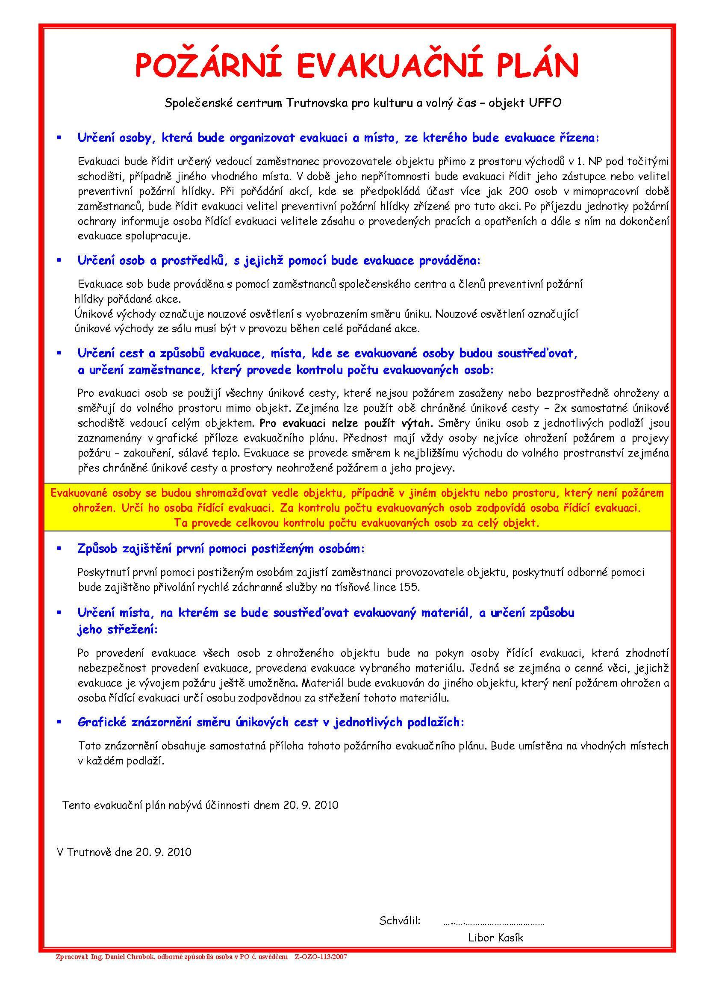 POŽÁRNÍ EVAKUAČNÍ PLÁN
Společenské centrum Trutnovska pro kulturu a volný čas – objekt UFFO
▪ Určení osoby, která bude organizovat evakuaci a místo, ze kterého bude evakuace řízena:
Evakuaci bude řídit určený vedoucí zaměstnanec provozovatele objektu přimo z prostoru východů v 1. NP pod točitými
schodišti, případně jiného vhodného místa. V době jeho nepřítomnosti bude evakuaci řídit jeho zástupce nebo velitel
preventivní požární hlídky. Při pořádání akcí, kde se předpokládá účast více jak 200 osob v mimopracovní době
zaměstnanců, bude řídit evakuaci velitel preventivní požární hlídky zřízené pro tuto akci. Po příjezdu jednotky požární
ochrany informuje osoba řídící evakuaci velitele zásahu o provedených pracích a opatřeních a dále s ním na dokončení
evakuace spolupracuje.
▪ Určení osob a prostředků, s jejichž pomocí bude evakuace prováděna:
Evakuace sob bude prováděna s pomocí zaměstnanců společenského centra a členů preventivní požární
hlídky pořádané akce.
Únikové východy označuje nouzové osvětlení s vyobrazením směru úniku. Nouzové osvětlení označující
únikové východy ze sálu musí být v provozu běhen celé pořádané akce.
▪ Určení cest a způsobů evakuace, místa, kde se evakuované osoby budou soustřeďovat,
a určení zaměstnance, který provede kontrolu počtu evakuovaných osob:
Pro evakuaci osob se použijí všechny únikové cesty, které nejsou požárem zasaženy nebo bezprostředně ohroženy a
směřují do volného prostoru mimo objekt. Zejména lze použít obě chráněné únikové cesty – 2x samostatné únikové
schodiště vedoucí celým objektem. Pro evakuaci nelze použít výtah. Směry úniku osob z jednotlivých podlaží jsou
zaznamenány v grafické příloze evakuačního plánu. Přednost mají vždy osoby nejvíce ohrožení požárem a projevy
požáru – zakouření, sálavé teplo. Evakuace se provede směrem k nejbližšímu východu do volného prostranství zejména
přes chráněné únikové cesty a prostory neohrožené požárem a jeho projevy.
Evakuované osoby se budou shromažďovat vedle objektu, případně v jiném objektu nebo prostoru, který není požárem
ohrožen. Určí ho osoba řídící evakuaci. Za kontrolu počtu evakuovaných osob zodpovídá osoba řídící evakuaci.
Ta provede celkovou kontrolu počtu evakuovaných osob za celý objekt.
▪ Způsob zajištění první pomoci postiženým osobám:
Poskytnutí první pomoci postiženým osobám zajistí zaměstnanci provozovatele objektu, poskytnutí odborné pomoci
bude zajištěno přivolání rychlé záchranné služby na tísňové lince 155.
▪ Určení místa, na kterém se bude soustřeďovat evakuovaný materiál, a určení způsobu
jeho střežení:
Po provedení evakuace všech osob z ohroženého objektu bude na pokyn osoby řídící evakuaci, která zhodnotí
nebezpečnost provedení evakuace, provedena evakuace vybraného materiálu. Jedná se zejména o cenné věci, jejichž
evakuace je vývojem požáru ještě umožněna. Materiál bude evakuován do jiného objektu, který není požárem ohrožen a
osoba řídící evakuaci určí osobu zodpovědnou za střežení tohoto materiálu.
▪ Grafické znázornění směru únikových cest v jednotlivých podlažích:
Toto znázornění obsahuje samostatná příloha tohoto požárního evakuačního plánu. Bude umístěna na vhodných místech
v každém podlaží.
Tento evakuační plán nabývá účinnosti dnem 20. 9. 2010
V Trutnově dne 20. 9. 2010
Schválil: …..….……………………………
Libor Kasík
Zpracoval: Ing. Daniel Chrobok, odborně způsobilá osoba v PO č. osvědčení Z-OZO-113/2007